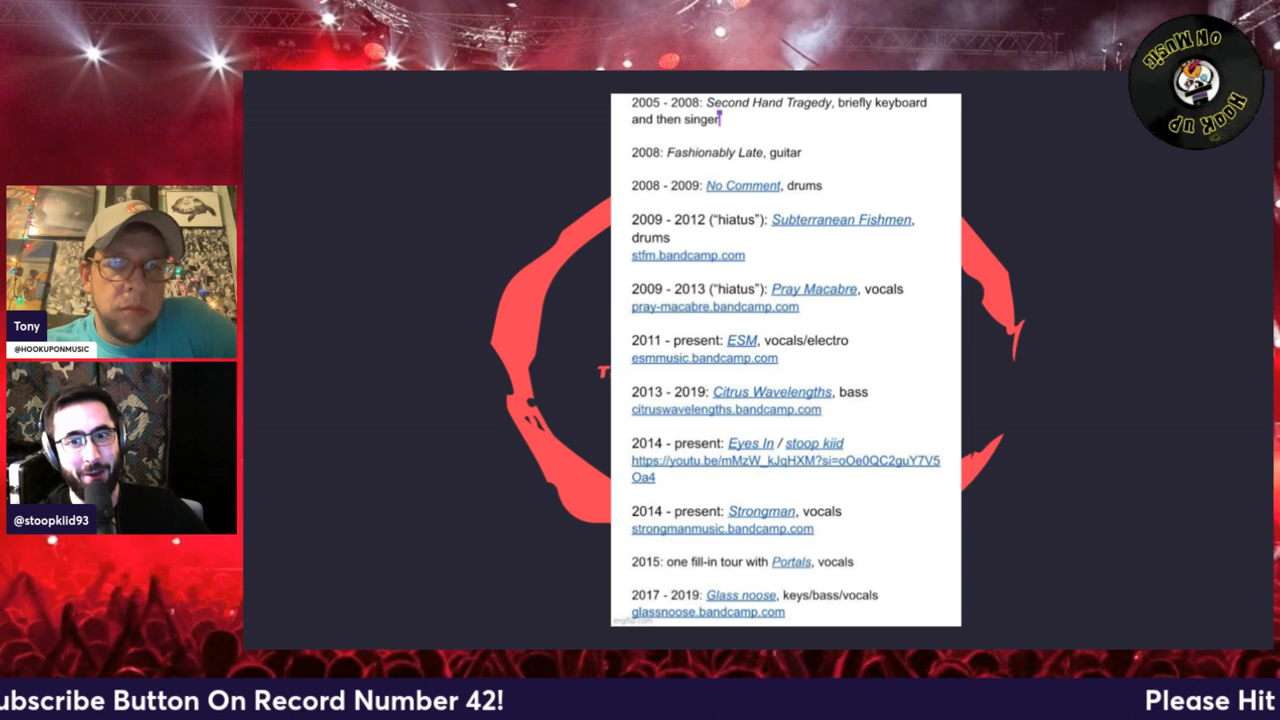 ON MUSIC
HOOK UP
2005 - 2008: Second Hand Tragedy, briefly keyboard
and then singer
2008: Fashionably Late, guitar
2008 - 2009: No Comment, drums
2009 - 2012 (“hiatus”): Subterranean Fishmen,
drums
stfm.bandcamp.com
2009 - 2013 (“hiatus”): Pray Macabre, vocals
pray-macabre.bandcamp.com
2011 - present: ESM, vocals/electro
esmmusic.bandcamp.com
2013 - 2019: Citrus Wavelengths, bass
citruswavelengths.bandcamp.com
2014 - present: Eyes In / stoop kiid
https://youtu.be/mMzW_kJqHXM?si=oOe0QC2guY7V5
Oa4
2014 - present: Strongman, vocals
strongmanmusic.bandcamp.com
2015: one fill-in tour with Portals, vocals
2017 - 2019: Glass noose, keys/bass/vocals
glassnoose.bandcamp.com
imgflip.com
T
Tony
@HOOKUPONMUSIC
@stoopkiid93
ubscribe Button On Record Number 42! Please Hit